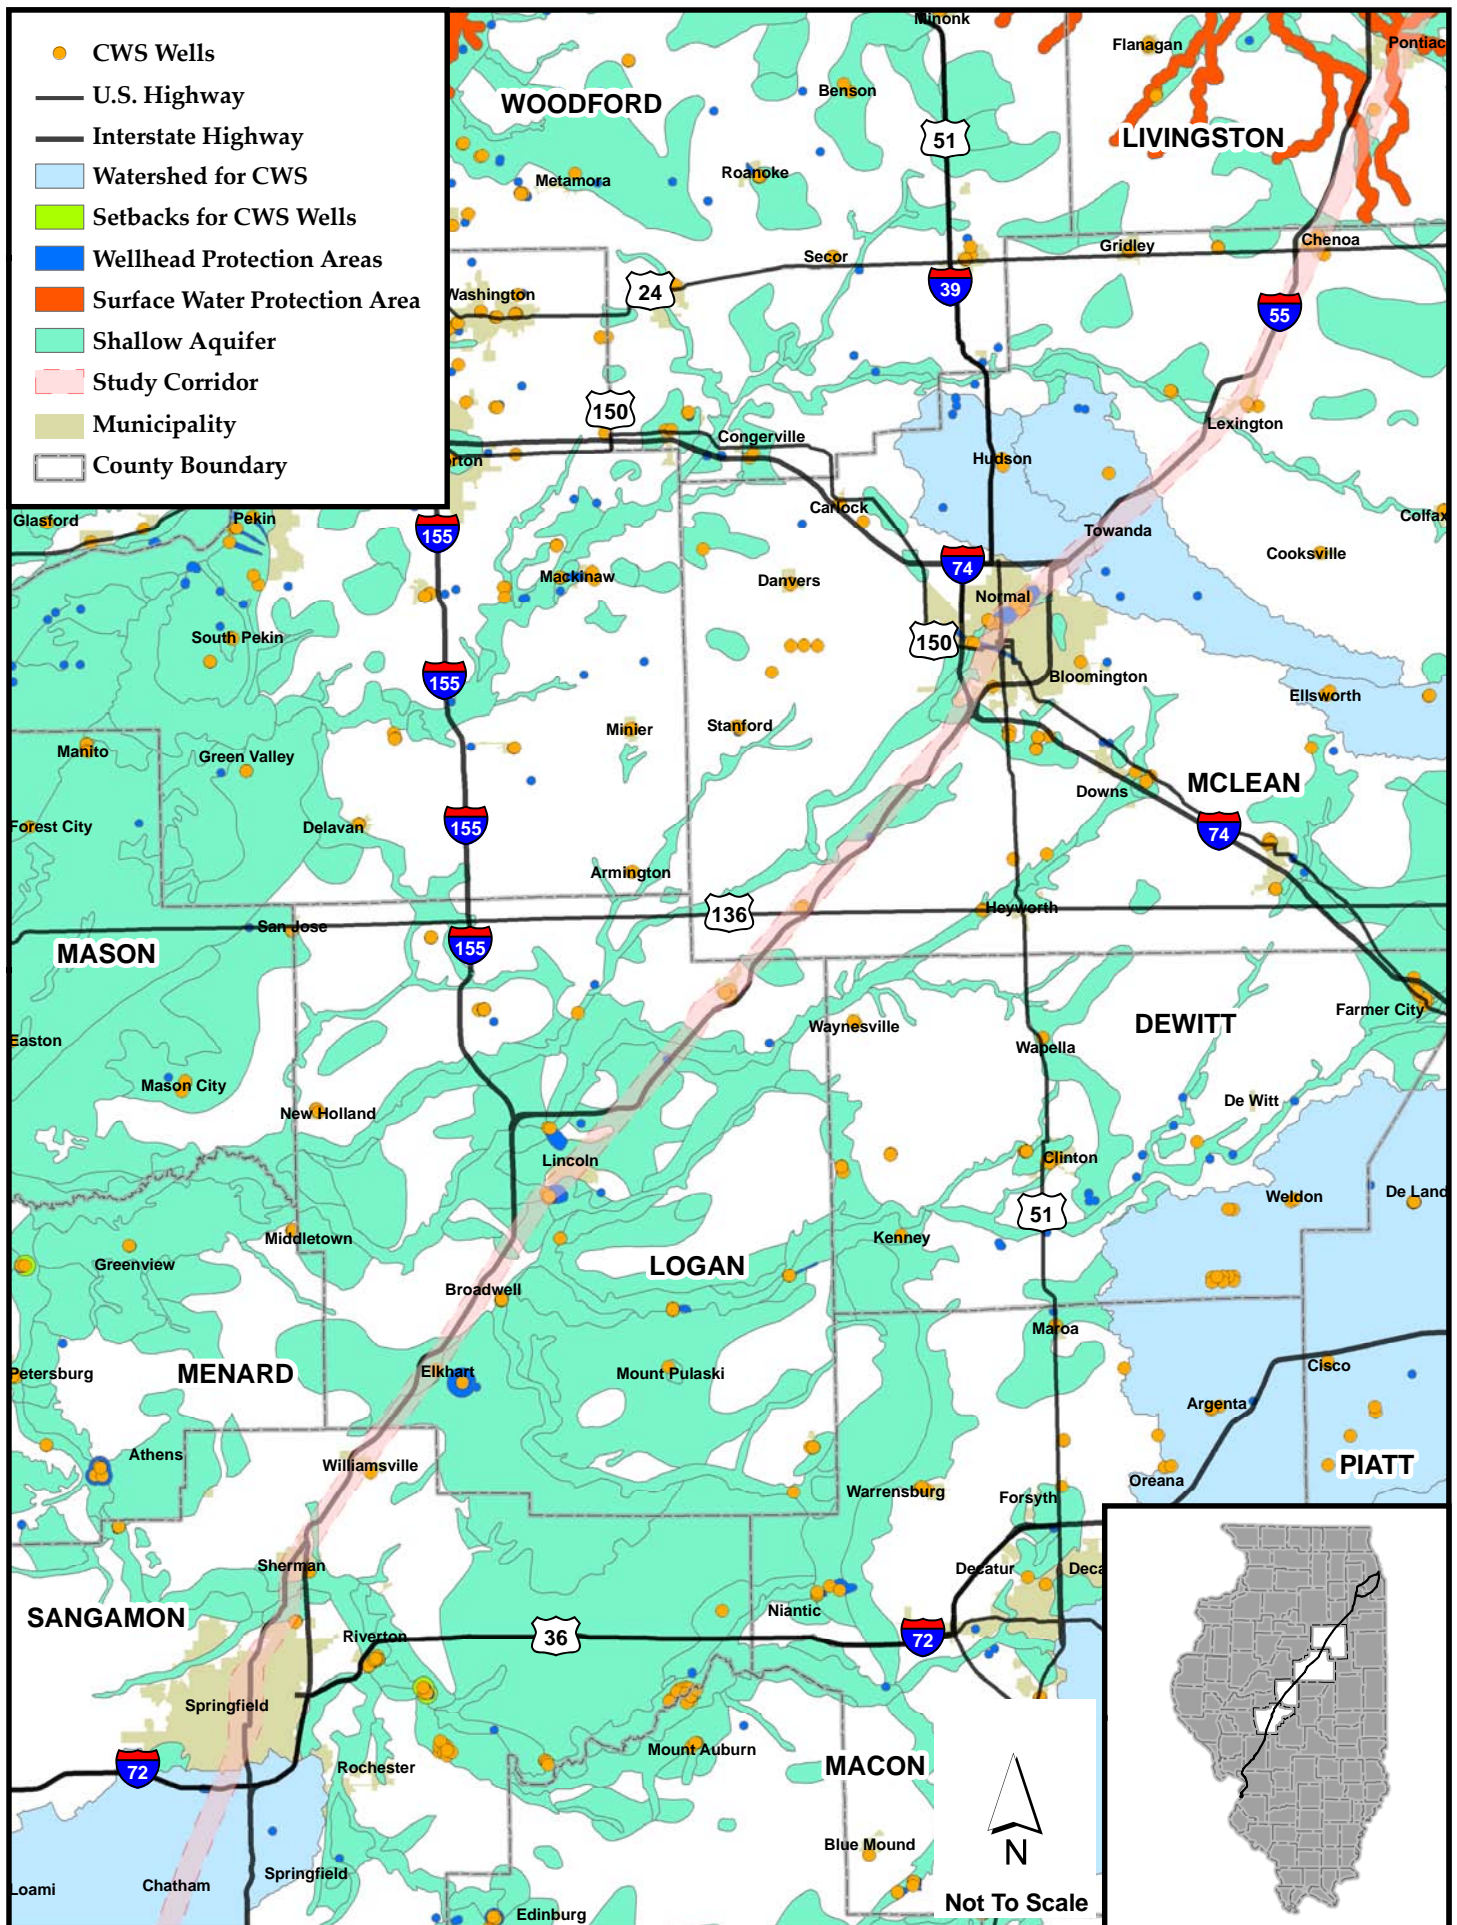 CWS Wells
U.S. Highway
Interstate Highway
Watershed for CWS
Setbacks for CWS Wells
Wellhead Protection Areas
Surface Water Protection Area
Shallow Aquifer
Study Corridor
Municipality
County Boundary
Minonk
Flanagan
Pontiac
Benson
WOODFORD
51
LIVINGSTON
Metamora
Roanoke
Chenoa
Gridley
Secor
Washington
24
39
55
150
Congerville
Lexington
Hudson
Carlock
Colfax
Glasford
Pekin
155
Towanda
Cooksville
74
Mackinaw
Danvers
Normal
South Pekin
150
155
Bloomington
Ellsworth
Manito
Green Valley
Minier
Stanford
MCLEAN
Downs
Forest City
Delavan
155
74
Armington
136
Heyworth
San Jose
155
MASON
Farmer City
DEWITT
Waynesville
Easton
Wapella
Mason City
New Holland
De Witt
Lincoln
Clinton
Weldon
De Land
51
Middletown
Kenney
Greenview
LOGAN
Broadwell
Maroa
Petersburg
MENARD
Elkhart
Mount Pulaski
Cisco
Argenta
Athens
Williamsville
PIATT
Warrensburg
Oreana
Forsyth
Sherman
Decatur
Deca
SANGAMON
Niantic
Riverton
36
72
Springfield
Mount Auburn
72
Rochester
MACON
Blue Mound
N
Springfield
Loami
Chatham
Not To Scale
Edinburg